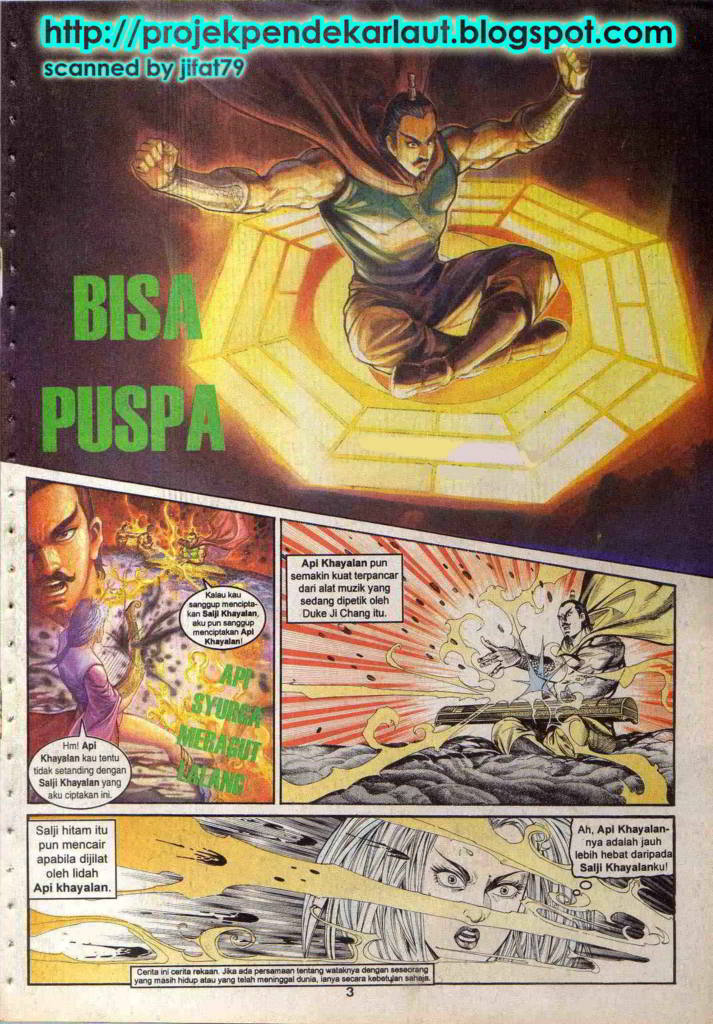 http://projekpendekarlaut.blogspot.com
scanned by jifat79
BISA
PUSPA
Kalau kau
sanggup mencipta-
kan Salji Khayalan,
aku pun sanggup
menciptakan Api
Khayalan!
API
SYURGA
MERAGUT
LALANG
Hm! Api
Khayalan kau tentu
tidak setanding dengan
Salji Khayalan yang
aku ciptakan ini.
Api Khayalan pun
semakin kuat terpancar
dari alat muzik yang
sedang dipetik oleh
Duke Ji Chang itu.
Salji hitam itu
pun mencair
apabila dijilat
oleh lidah
Api khayalan.
Ah, Api Khayalan-
nya adalah jauh
lebih hebat daripada
Salji Khayalanku!
Cerita ini cerita rekaan. Jika ada persamaan tentang wataknya dengan seseorang
yang masih hidup atau yang telah meninggal dunia, ianya secara kebetulan sahaja.
3